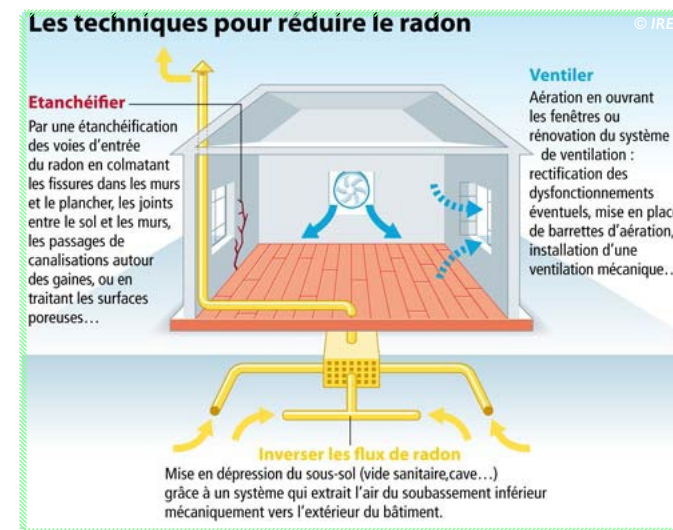 Les techniques pour réduire le radon
© IRE
Etanchéifier
Par une étanchéification
des voies d'entrée
du radon en colmatant
les fissures dans les murs
et le plancher, les joints
entre le sol et les murs,
les passages de
canalisations autour
des gaines, ou en
traitant les surfaces
poreuses…
Ventiler
Aération en ouvrant
les fenêtres ou
rénovation du système
de ventilation :
rectification des
dysfonctionnements
éventuels, mise en plac
de barrettes d'aération,
installation d'une
ventilation mécanique…
Inverser les flux de radon
Mise en dépression du sous-sol (vide sanitaire,cave…)
grâce à un système qui extrait l'air du soubassement inférieur
mécaniquement vers l'extérieur du bâtiment.